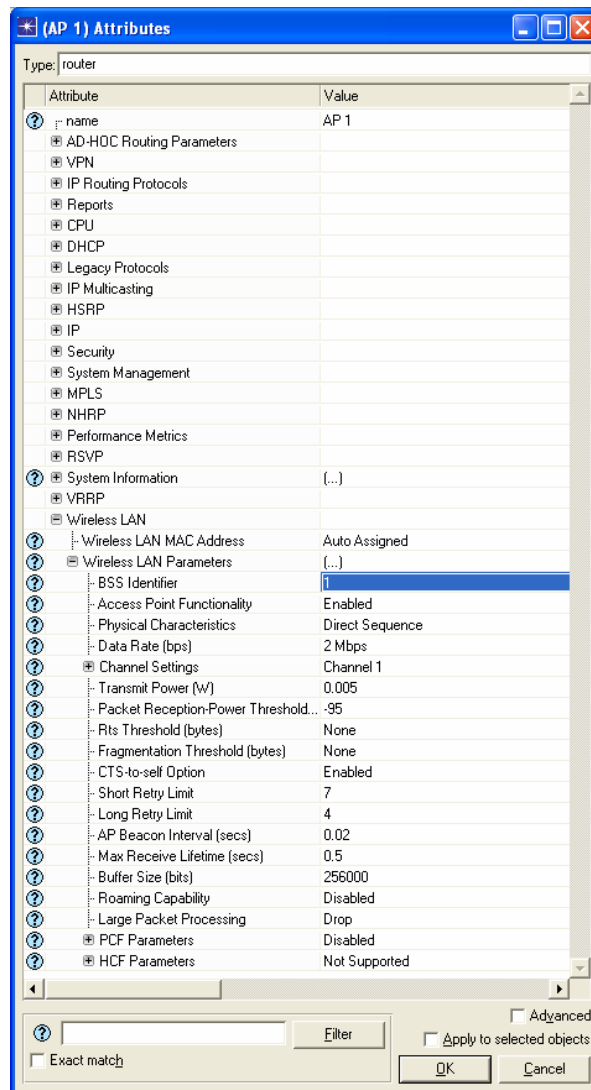 (AP 1) Attributes
Type: router
Attribute Value
name AP 1
AD-HOC Routing Parameters
VPN
IP Routing Protocols
Reports
CPU
DHCP
Legacy Protocols
IP Multicasting
HSRP
IP
Security
System Management
MPLS
NHRP
Performance Metrics
RSVP
System Information (...)
VRRP
Wireless LAN
Wireless LAN MAC Address Auto Assigned
Wireless LAN Parameters (...)
BSS Identifier 1
Access Point Functionality Enabled
Physical Characteristics Direct Sequence
Data Rate (bps) 2 Mbps
Channel Settings Channel 1
Transmit Power (W) 0.005
Packet Reception-Power Threshold... -95
Rts Threshold (bytes) None
Fragmentation Threshold (bytes) None
CTS-to-self Option Enabled
Short Retry Limit 7
Long Retry Limit 4
AP Beacon Interval (secs) 0.02
Max Receive Lifetime (secs) 0.5
Buffer Size (bits) 256000
Roaming Capability Disabled
Large Packet Processing Drop
PCF Parameters Disabled
HCF Parameters Not Supported
Advanced
Filter
Apply to selected objects
Exact match
OK Cancel